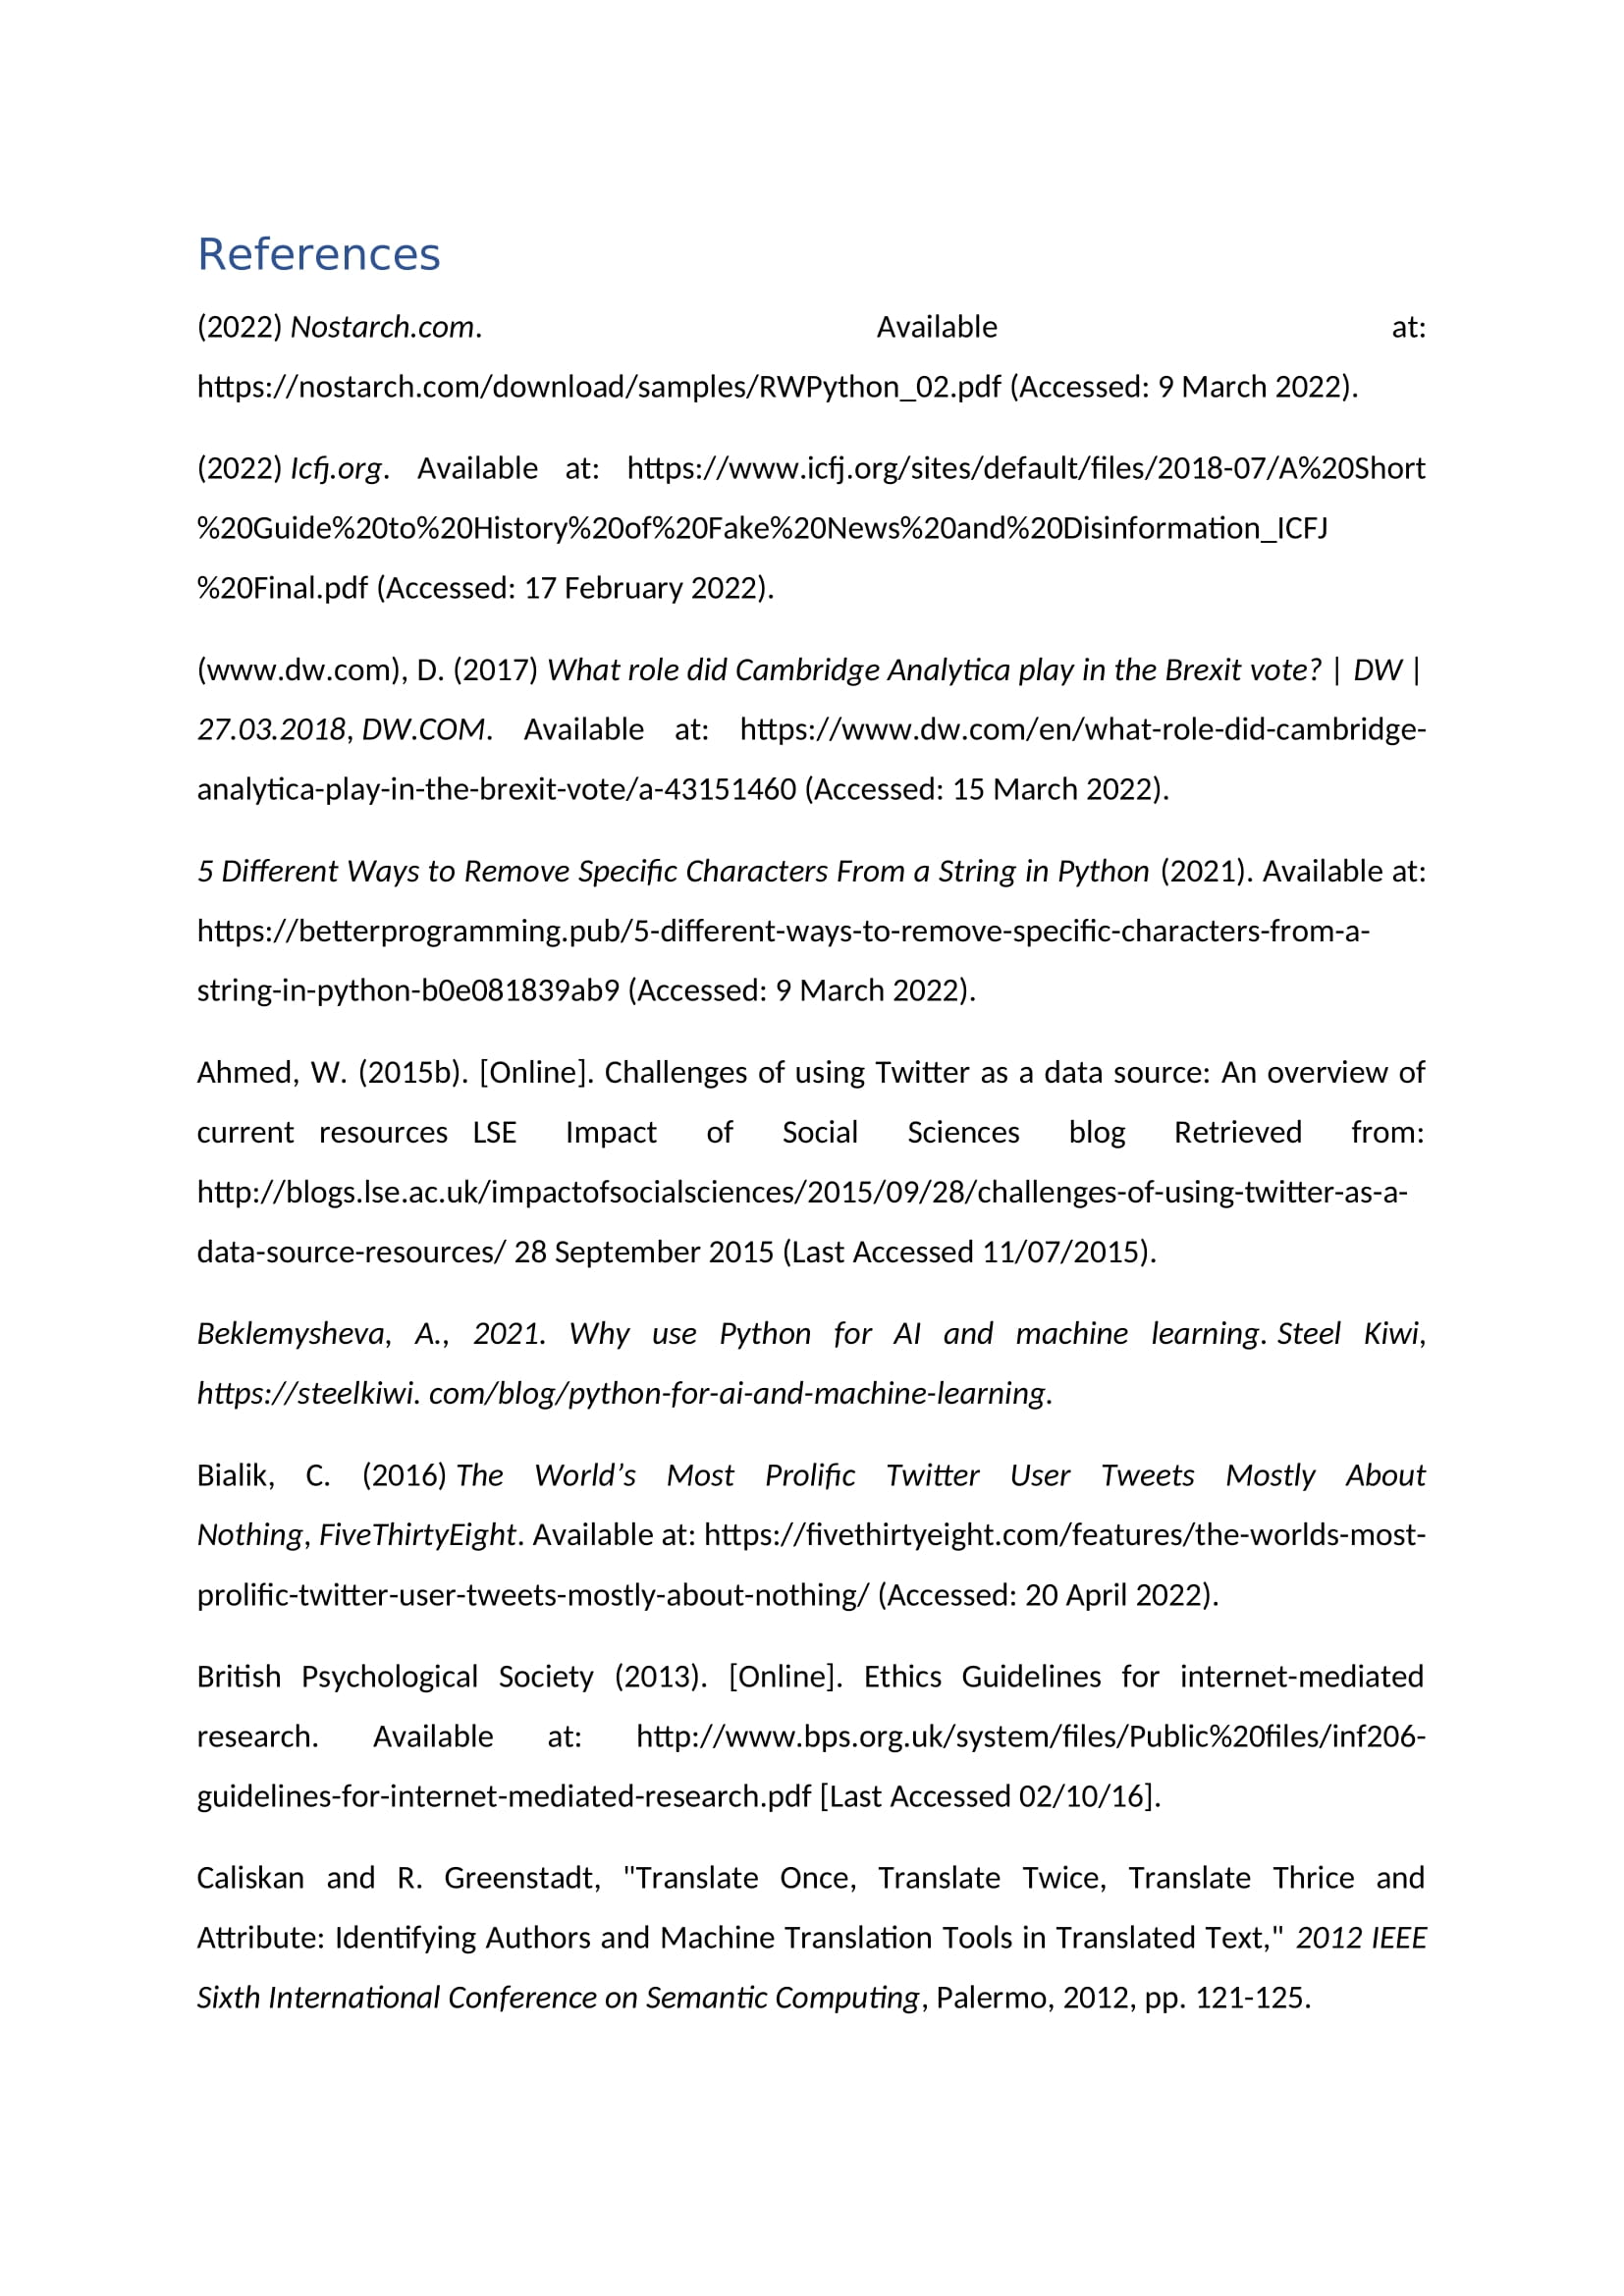 References
(2022) Nostarch.com. Available at:
https://nostarch.com/download/samples/RWPython_02.pdf (Accessed: 9 March 2022).
(2022) Icfj.org. Available at: https://www.icfj.org/sites/default/files/2018-07/A%20Short
%20Guide%20to%20History%20of%20Fake%20News%20and%20Disinformation_ICFJ
%20Final.pdf (Accessed: 17 February 2022).
(www.dw.com), D. (2017) What role did Cambridge Analytica play in the Brexit vote? | DW |
27.03.2018, DW.COM. Available at: https://www.dw.com/en/what-role-did-cambridge-
analytica-play-in-the-brexit-vote/a-43151460 (Accessed: 15 March 2022).
5 Different Ways to Remove Specific Characters From a String in Python (2021). Available at:
https://betterprogramming.pub/5-different-ways-to-remove-specific-characters-from-a-
string-in-python-b0e081839ab9 (Accessed: 9 March 2022).
Ahmed, W. (2015b). [Online]. Challenges of using Twitter as a data source: An overview of
current resources LSE Impact of Social Sciences blog Retrieved from:
http://blogs.lse.ac.uk/impactofsocialsciences/2015/09/28/challenges-of-using-twitter-as-a-
data-source-resources/ 28 September 2015 (Last Accessed 11/07/2015).
Beklemysheva, A., 2021. Why use Python for AI and machine learning. Steel Kiwi,
https://steelkiwi. com/blog/python-for-ai-and-machine-learning.
Bialik, C. (2016) The World’s Most Prolific Twitter User Tweets Mostly About
Nothing, FiveThirtyEight. Available at: https://fivethirtyeight.com/features/the-worlds-most-
prolific-twitter-user-tweets-mostly-about-nothing/ (Accessed: 20 April 2022).
British Psychological Society (2013). [Online]. Ethics Guidelines for internet-mediated
research. Available at: http://www.bps.org.uk/system/files/Public%20files/inf206-
guidelines-for-internet-mediated-research.pdf [Last Accessed 02/10/16].
Caliskan and R. Greenstadt, "Translate Once, Translate Twice, Translate Thrice and
Attribute: Identifying Authors and Machine Translation Tools in Translated Text," 2012 IEEE
Sixth International Conference on Semantic Computing, Palermo, 2012, pp. 121-125.